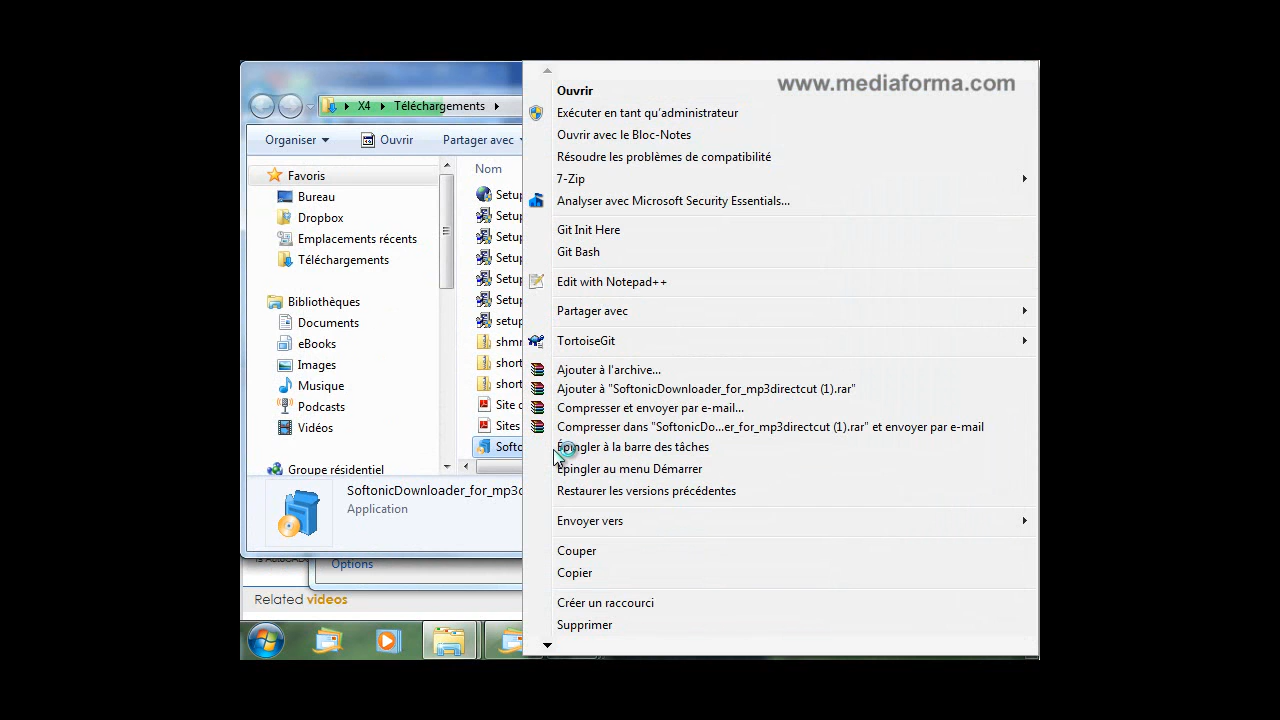 www.mediaforma.com
X4 Téléchargements
Organiser Ouvrir Partager avec
Favoris
Bureau
Dropbox
Emplacements récents
Téléchargements
Bibliothèques
Documents
eBooks
Images
Musique
Podcasts
Vidéos
Groupe résidentiel
Nom
Setup
Setup
Setup
Setup
Setup
Setup
setup
shm
short
short
Site
Sites
Softo
SoftonicDownloader_for_mp3d
Application
Options
Related videos
Ouvrir
Exécuter en tant qu'administrateur
Ouvrir avec le Bloc-Notes
Résoudre les problèmes de compatibilité
7-Zip
Analyser avec Microsoft Security Essentials...
Git Init Here
Git Bash
Edit with Notepad++
Partager avec
TortoiseGit
Ajouter à l'archive...
Ajouter à "SoftonicDownloader_for_mp3directcut (1).rar"
Compresser et envoyer par e-mail...
Compresser dans "SoftonicDo...er_for_mp3directcut (1).rar" et envoyer par e-mail
Épingler à la barre des tâches
Épingler au menu Démarrer
Restaurer les versions précédentes
Envoyer vers
Couper
Copier
Créer un raccourci
Supprimer